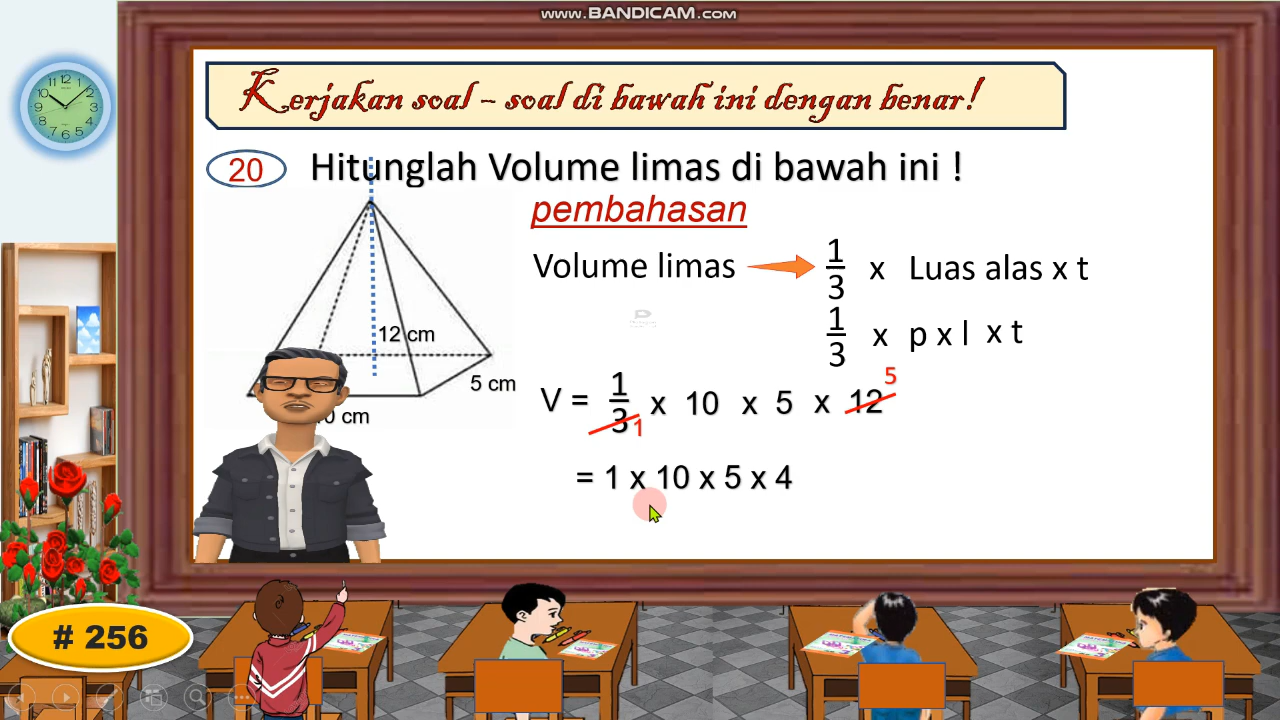 www.BANDICAM.com
Kerjakan soal - soal di bawah ini dengan benar!
20 Hitunglah Volume limas di bawah ini !
pembahasan
Volume limas 1/3 x Luas alas x t
1/3 x p x l x t
12 cm
5 cm
0 cm
V = 1/3 1 x 10 x 5 x 12 5
= 1 x 10 x 5 x 4
# 256